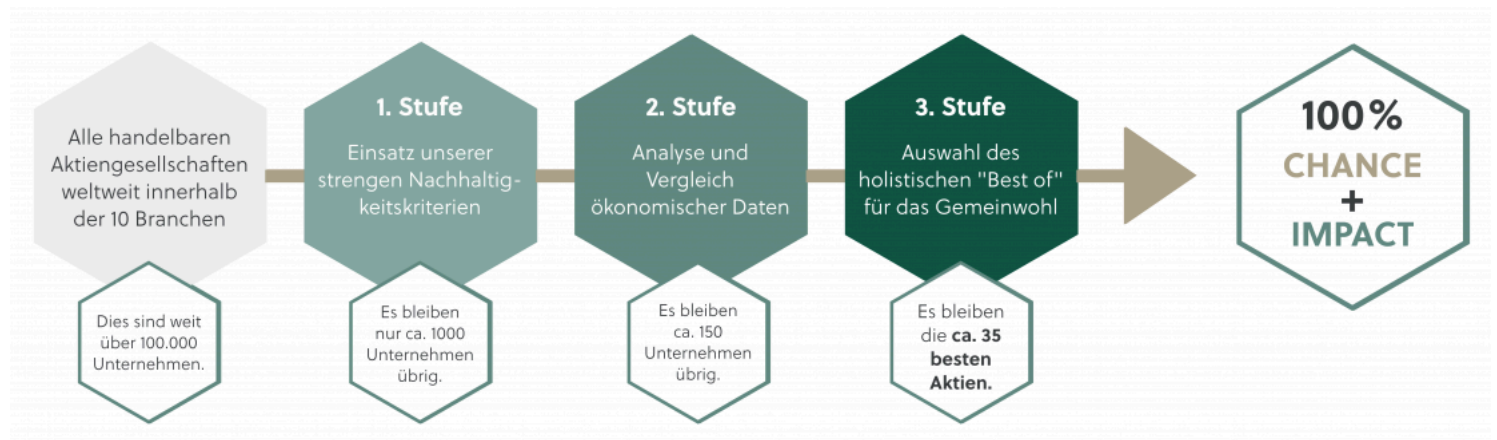 Alle handelbaren
Aktiengesellschaften
weltweit innerhalb
der 10 Branchen
Dies sind weit
über 100.000
Unternehmen.
1. Stufe
Einsatz unserer
strengen Nachhaltig-
keitskriterien
Es bleiben
nur ca. 1000
Unternehmen
übrig.
2. Stufe
Analyse und
Vergleich
ökonomischer Daten
Es bleiben
ca. 150
Unternehmen
übrig.
3. Stufe
Auswahl des
holistischen "Best of"
für das Gemeinwohl
Es bleiben
die ca. 35
besten
Aktien.
100%
CHANCE
+
IMPACT